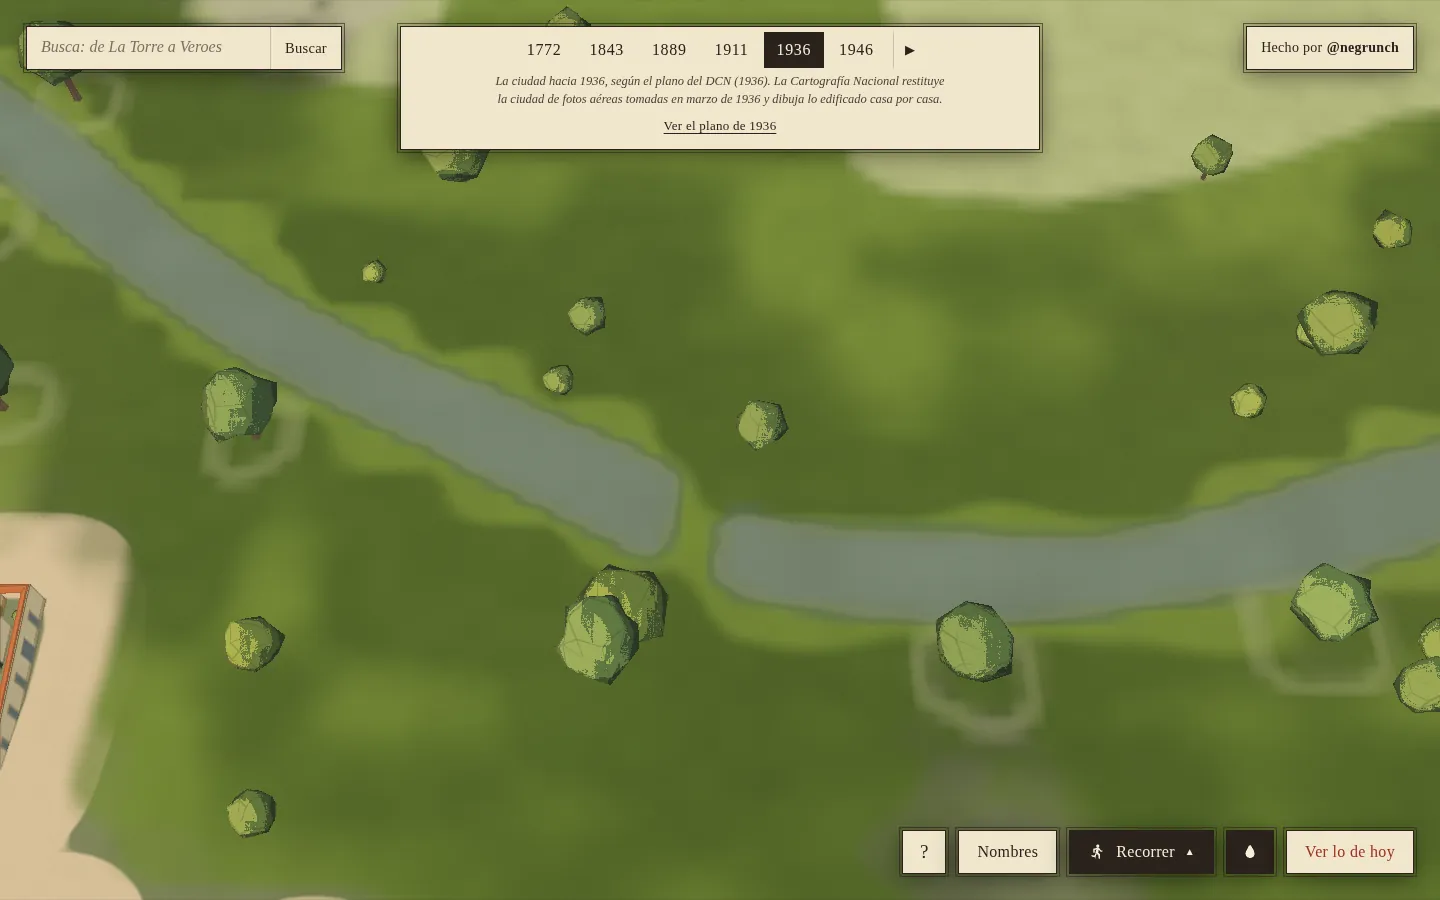 Busca: de La Torre a Veroes
Buscar
1772 1843 1889 1911 1936 1946 ▶
La ciudad hacia 1936, según el plano del DCN (1936). La Cartografía Nacional restituye
la ciudad de fotos aéreas tomadas en marzo de 1936 y dibuja lo edificado casa por casa.
Ver el plano de 1936
Hecho por @negrunch
?
Nombres
Recorrer ▲
Ver lo de hoy